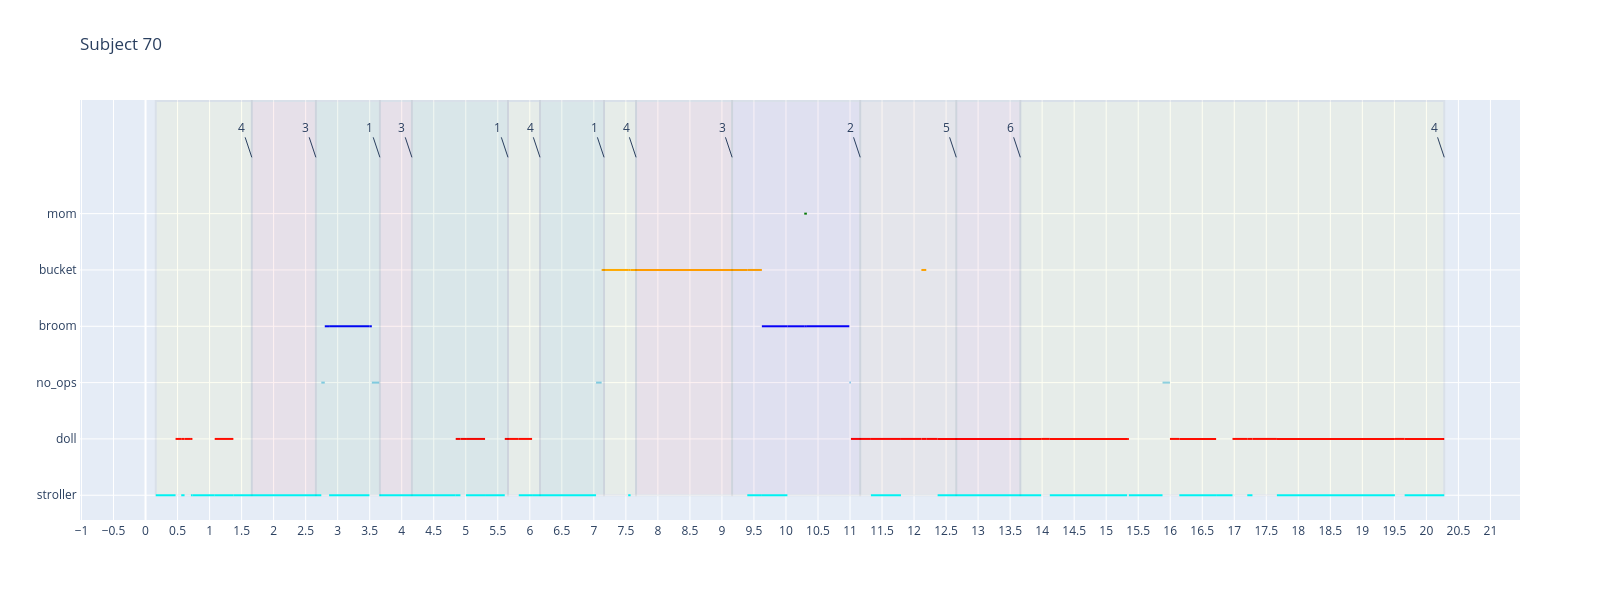 Subject 70
4 3 1 3 1 4 1 4 3 2 5 6 4
mom
bucket
broom
no_ops
doll
stroller
−1 −0.5 0 0.5 1 1.5 2 2.5 3 3.5 4 4.5 5 5.5 6 6.5 7 7.5 8 8.5 9 9.5 10 10.5 11 11.5 12 12.5 13 13.5 14 14.5 15 15.5 16 16.5 17 17.5 18 18.5 19 19.5 20 20.5 21